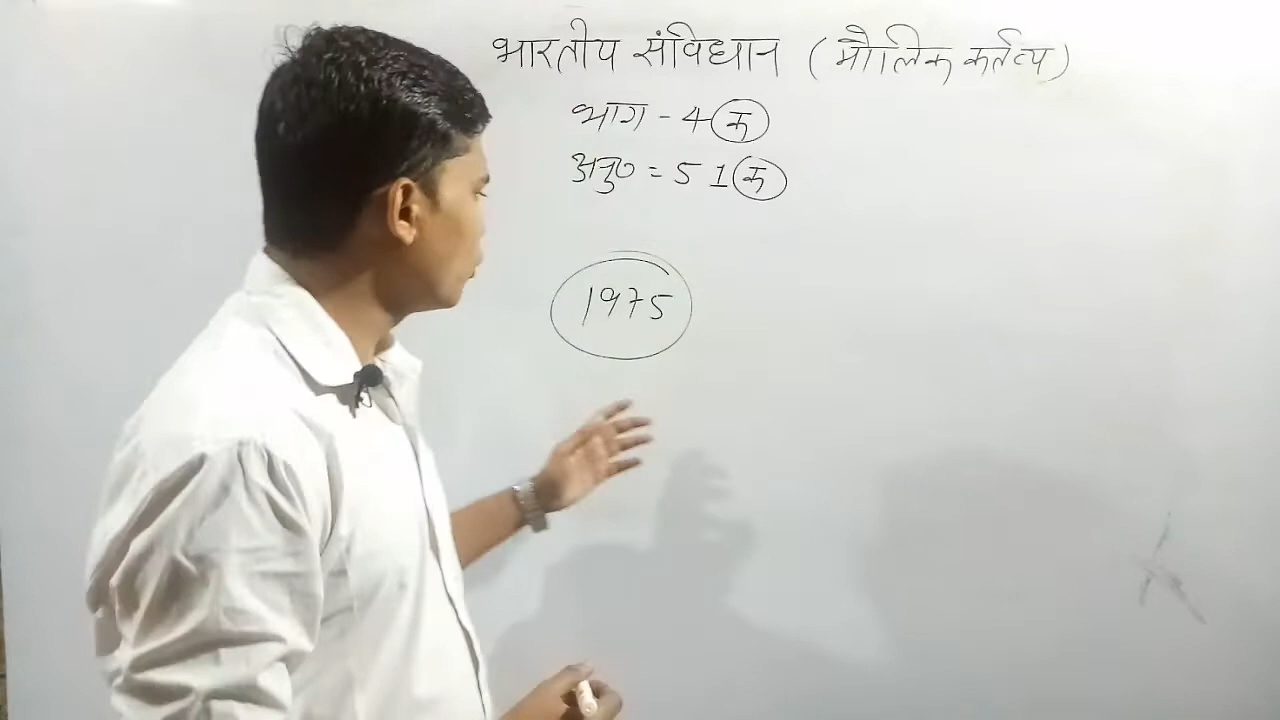 भारतीय संविधान (मौलिक कर्तव्य)
भाग - 4 क
अनु० = 51 क
1975